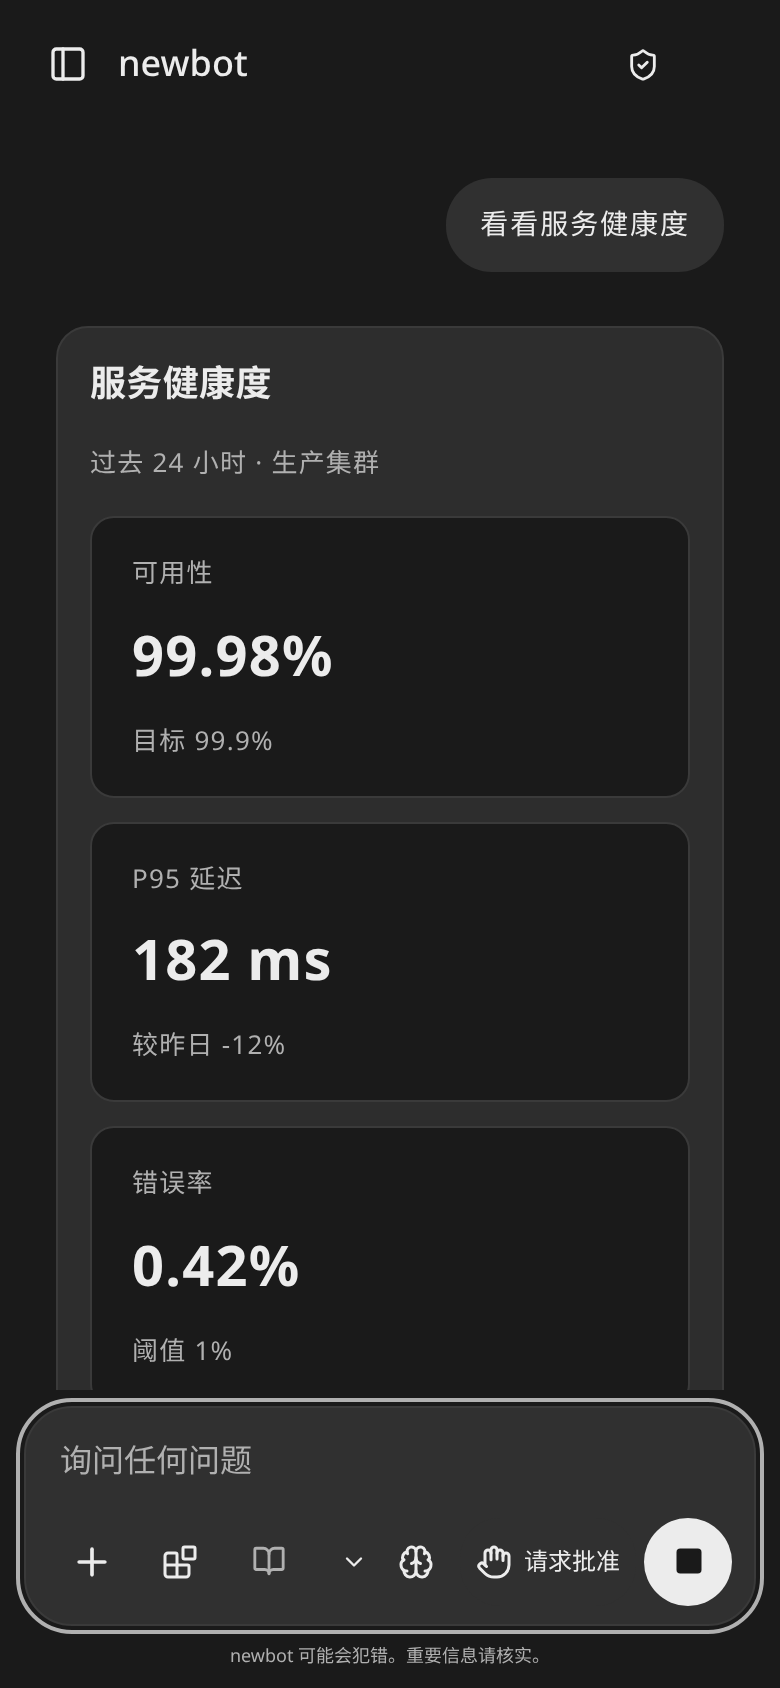 newbot
看看服务健康度
服务健康度
过去 24 小时 · 生产集群
可用性
99.98%
目标 99.9%
P95 延迟
182 ms
较昨日 -12%
错误率
0.42%
阈值 1%
询问任何问题
请求批准
newbot 可能会犯错。重要信息请核实。